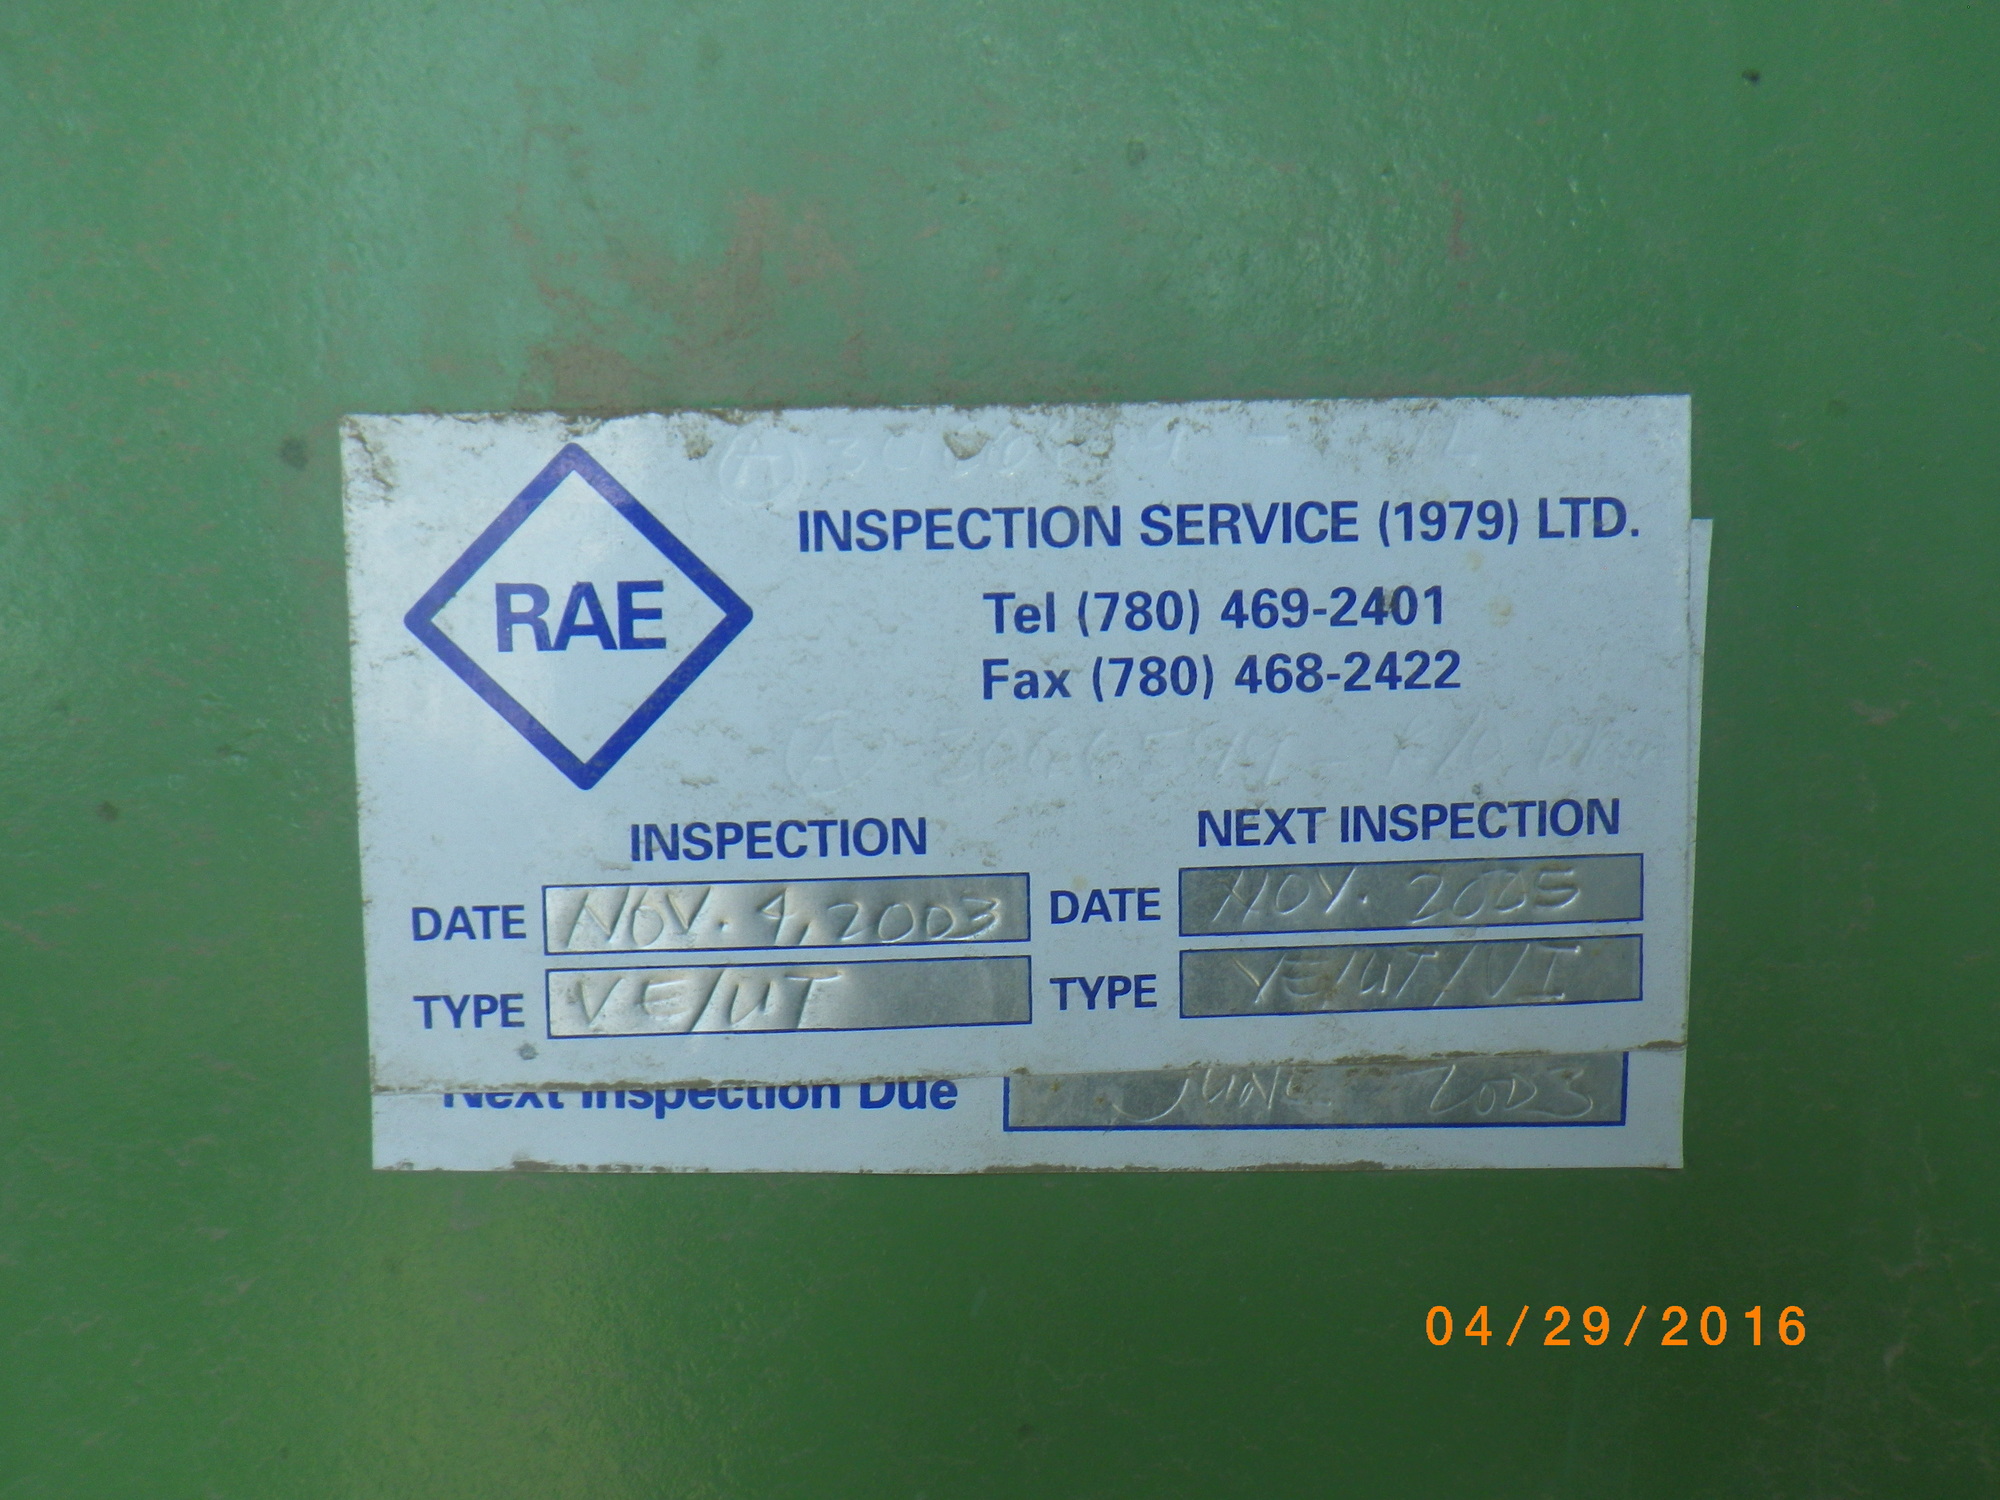 RAE
INSPECTION SERVICE (1979) LTD.
Tel (780) 469-2401
Fax (780) 468-2422
INSPECTION
NEXT INSPECTION
DATE NOV. 4, 2003 DATE NOV. 2005
TYPE VE/UT TYPE VE/UT/VI
Next Inspection Due JUNE 2003
04/29/2016